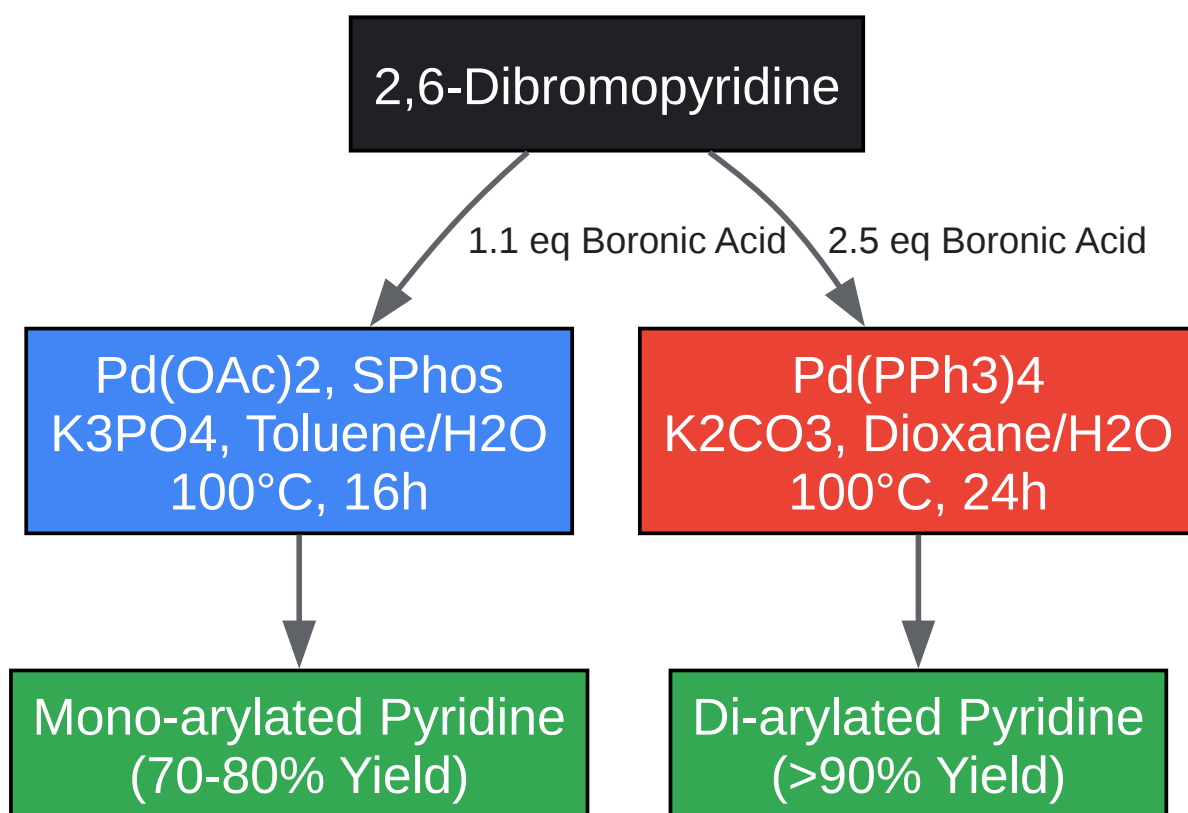 2,6-Dibromopyridine
1.1 eq Boronic Acid
2.5 eq Boronic Acid
Pd(OAc)2, SPhos
K3PO4, Toluene/H2O
100°C, 16h
Pd(PPh3)4
K2CO3, Dioxane/H2O
100°C, 24h
Mono-arylated Pyridine
(70-80% Yield)
Di-arylated Pyridine
(>90% Yield)